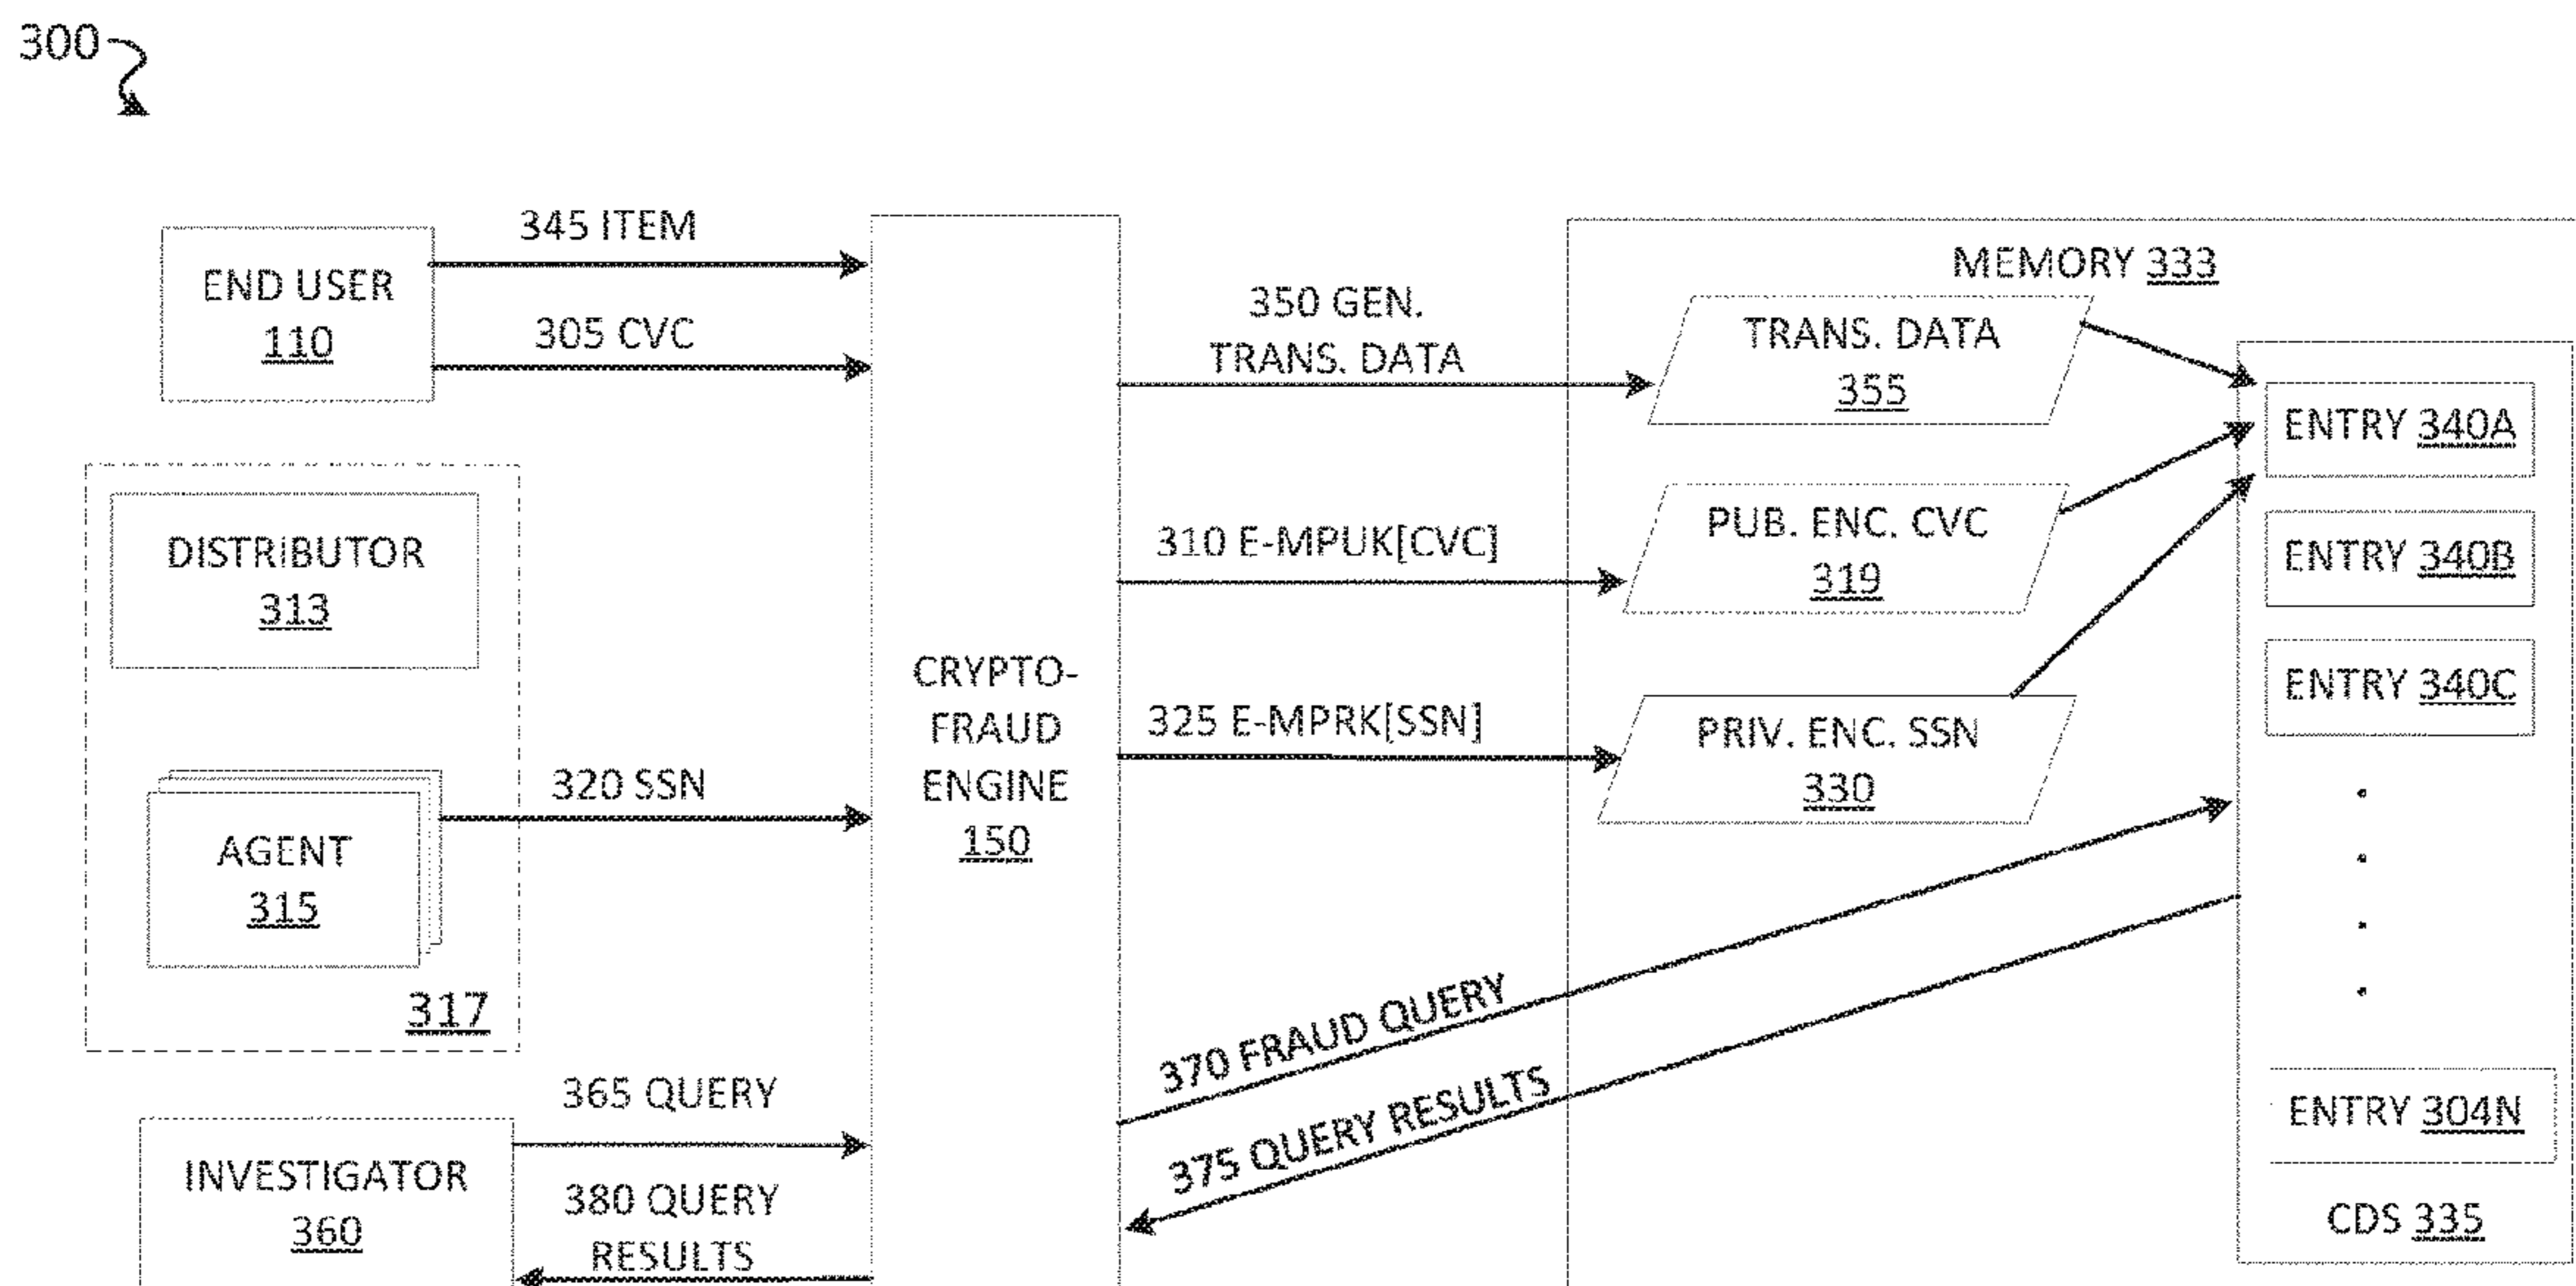 300
345 ITEM
END USER
110
305 CVC
DISTRIBUTOR
313
AGENT
315
317
320 SSN
365 QUERY
INVESTIGATOR
360
380 QUERY
RESULTS
CRYPTO-
FRAUD
ENGINE
150
350 GEN.
TRANS. DATA
310 E-MPUK[CVC]
325 E-MPRK[SSN]
370 FRAUD QUERY
375 QUERY RESULTS
MEMORY 333
TRANS. DATA
355
PUB. ENC. CVC
319
PRIV. ENC. SSN
330
ENTRY 340A
ENTRY 340B
ENTRY 340C
ENTRY 304N
CDS 335